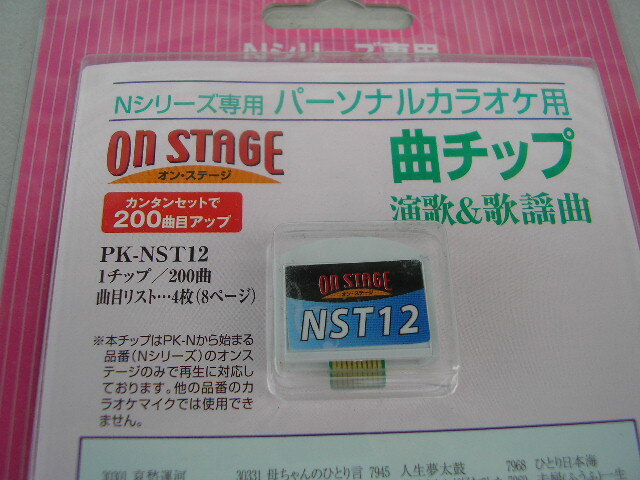 Nシリーズ専用
Nシリーズ専用 パーソナルカラオケ用
ON STAGE
オン・ステージ
曲チップ
演歌&歌謡曲
カンタンセットで
200曲目アップ
PK-NST12
1チップ／200曲
曲目リスト…4枚(8ページ)
※本チップはPK-Nから始まる
品番(Nシリーズ)のオンス
テージのみで再生に対応し
ております。他の品番のカ
ラオケマイクでは使用でき
ません。
ON STAGE
オン・ステージ
NST12
30301 哀愁運河
30331 母ちゃんのひとり言
7945 人生夢太鼓
7968 ひとり日本海